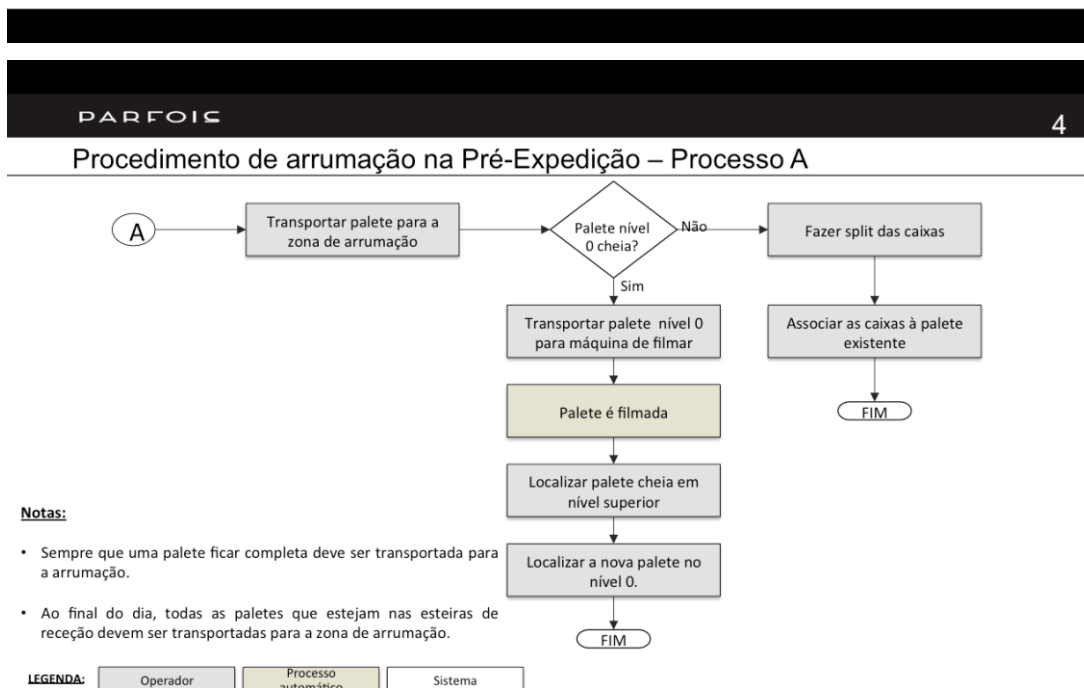 PARFOIS
4
Procedimento de arrumação na Pré-Expedição – Processo A
A
Transportar palete para a
zona de arrumação
Palete nível
0 cheia?
Não
Fazer split das caixas
Sim
Transportar palete nível 0
para máquina de filmar
Associar as caixas à palete
existente
Palete é filmada
FIM
Localizar palete cheia em
nível superior
Localizar a nova palete no
nível 0.
FIM
Notas:
• Sempre que uma palete ficar completa deve ser transportada para
a arrumação.
• Ao final do dia, todas as paletes que estejam nas esteiras de
receção devem ser transportadas para a zona de arrumação.
LEGENDA:
Operador
Processo
automático
Sistema